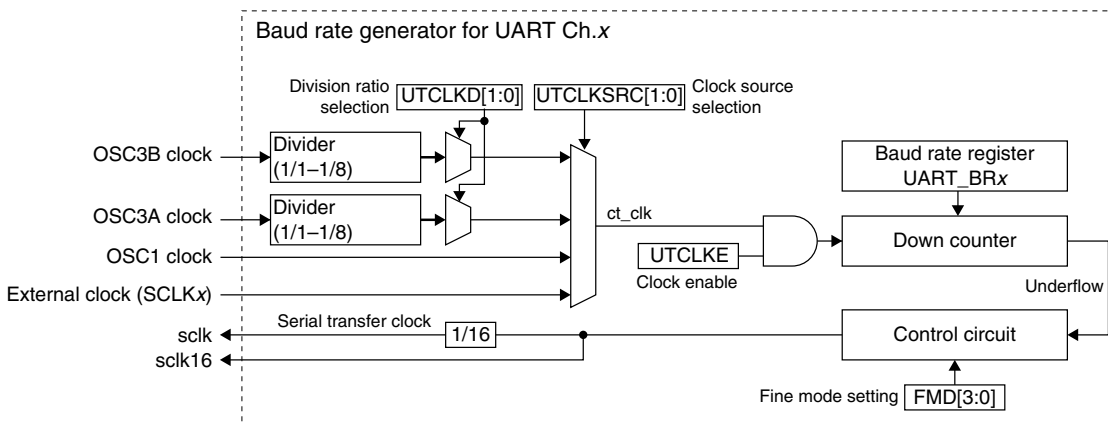 Baud rate generator for UART Ch.x
Division ratio
selection
UTCLKD[1:0]
UTCLKSRC[1:0]
Clock source
selection
OSC3B clock
Divider
(1/1–1/8)
Baud rate register
UART_BRx
OSC3A clock
Divider
(1/1–1/8)
ct_clk
Down counter
OSC1 clock
UTCLKE
Clock enable
Underflow
External clock (SCLKx)
sclk
Serial transfer clock
1/16
Control circuit
sclk16
Fine mode setting
FMD[3:0]